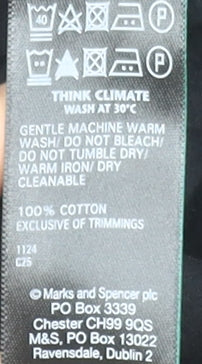 40 P
P
THINK CLIMATE
WASH AT 30°C
GENTLE MACHINE WARM
WASH/ DO NOT BLEACH/
DO NOT TUMBLE DRY/
WARM IRON/ DRY
CLEANABLE
100% COTTON
EXCLUSIVE OF TRIMMINGS
1124
C25
© Marks and Spencer plc
PO Box 3339
Chester CH99 9QS
M&S, PO Box 13022
Ravensdale, Dublin 2